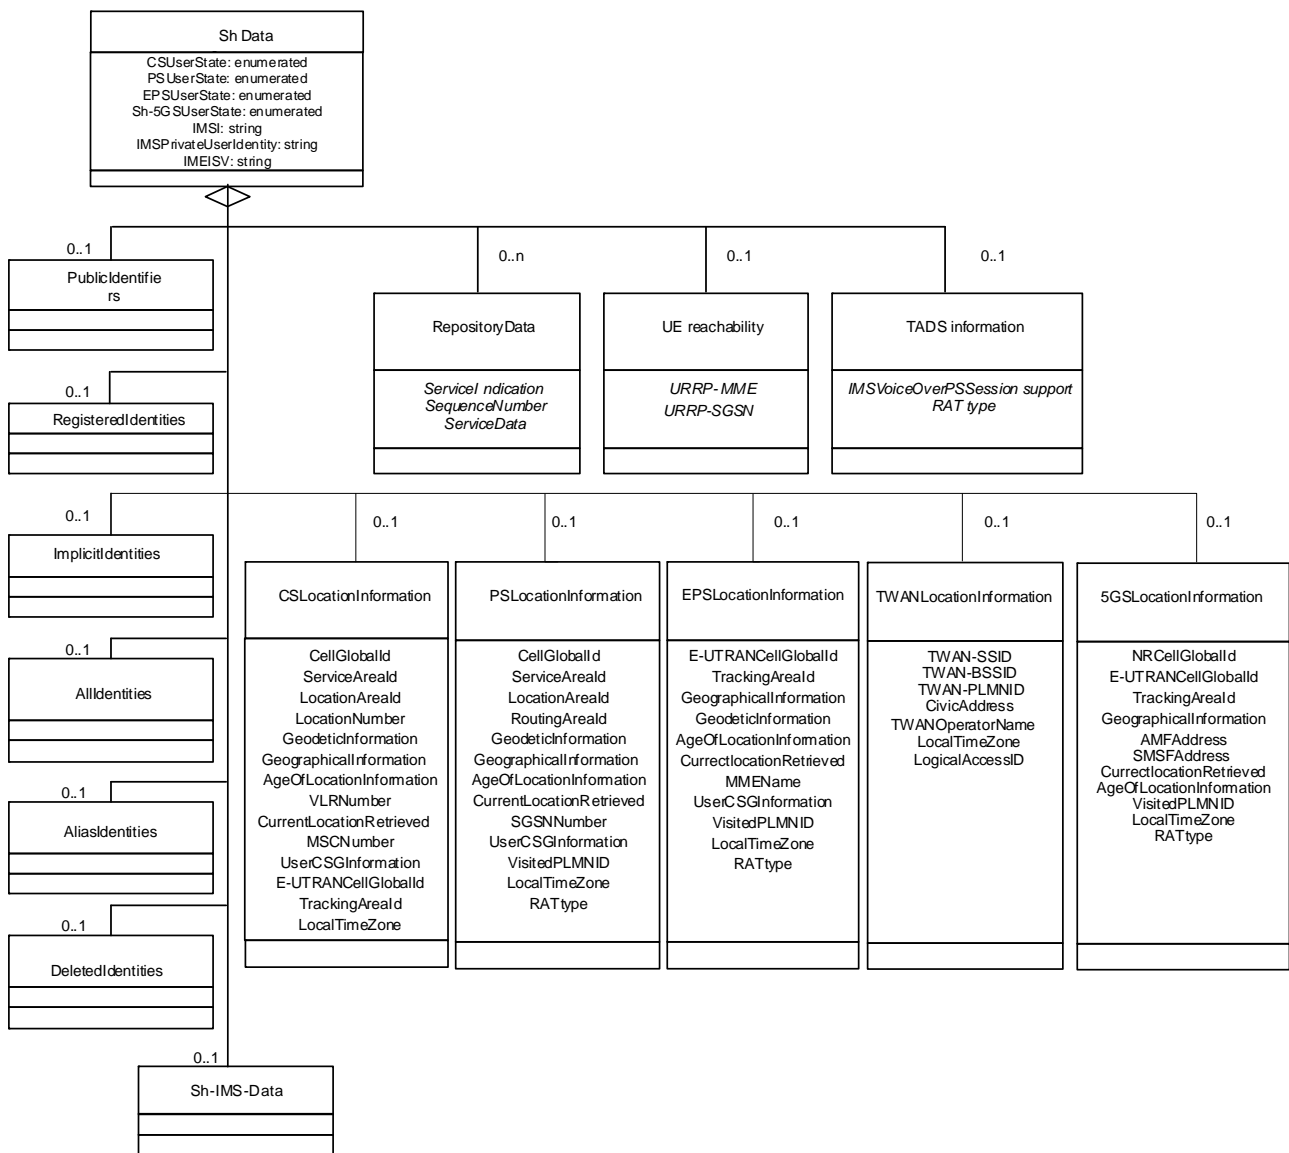 Sh Data
CSUserState: enumerated
PSUserState: enumerated
EPSUserState: enumerated
Sh-5GSUserState: enumerated
IMSI: string
IMSPrivateUserIdentity: string
IMEISV: string
0..1
PublicIdentifie
rs
0..n
RepositoryData
ServiceI ndication
SequenceNumber
ServiceData
0..1
UE reachability
URRP-MME
URRP-SGSN
0..1
TADS information
IMSVoiceOverPSSession support
RAT type
0..1
RegisteredIdentities
0..1
ImplicitIdentities
0..1
AllIdentities
0..1
AliasIdentities
0..1
DeletedIdentities
0..1
CSLocationInformation
CellGlobalId
ServiceAreaId
LocationAreaId
LocationNumber
GeodeticInformation
GeographicalInformation
AgeOfLocationInformation
VLRNumber
CurrentLocationRetrieved
MSCNumber
UserCSGInformation
E-UTRANCellGlobalId
TrackingAreaId
LocalTimeZone
0..1
PSLocationInformation
CellGlobalId
ServiceAreaId
LocationAreaId
RoutingAreaId
GeodeticInformation
GeographicalInformation
AgeOfLocationInformation
CurrentLocationRetrieved
SGSNNumber
UserCSGInformation
VisitedPLMNID
LocalTimeZone
RATtype
0..1
EPSLocationInformation
E-UTRANCellGlobalId
TrackingAreaId
GeographicalInformation
GeodeticInformation
AgeOfLocationInformation
CurrectlocationRetrieved
MMEName
UserCSGInformation
VisitedPLMNID
LocalTimeZone
RATtype
0..1
TWANLocationInformation
TWAN-SSID
TWAN-BSSID
TWAN-PLMNID
CivicAddress
TWANOperatorName
LocalTimeZone
LogicalAccessID
0..1
5GSLocationInformation
NRCellGlobalId
E-UTRANCellGlobalId
TrackingAreaId
GeographicalInformation
AMFAddress
SMSFAddress
CurrectlocationRetrieved
AgeOfLocationInformation
VisitedPLMNID
LocalTimeZone
RATtype
0..1
Sh-IMS-Data